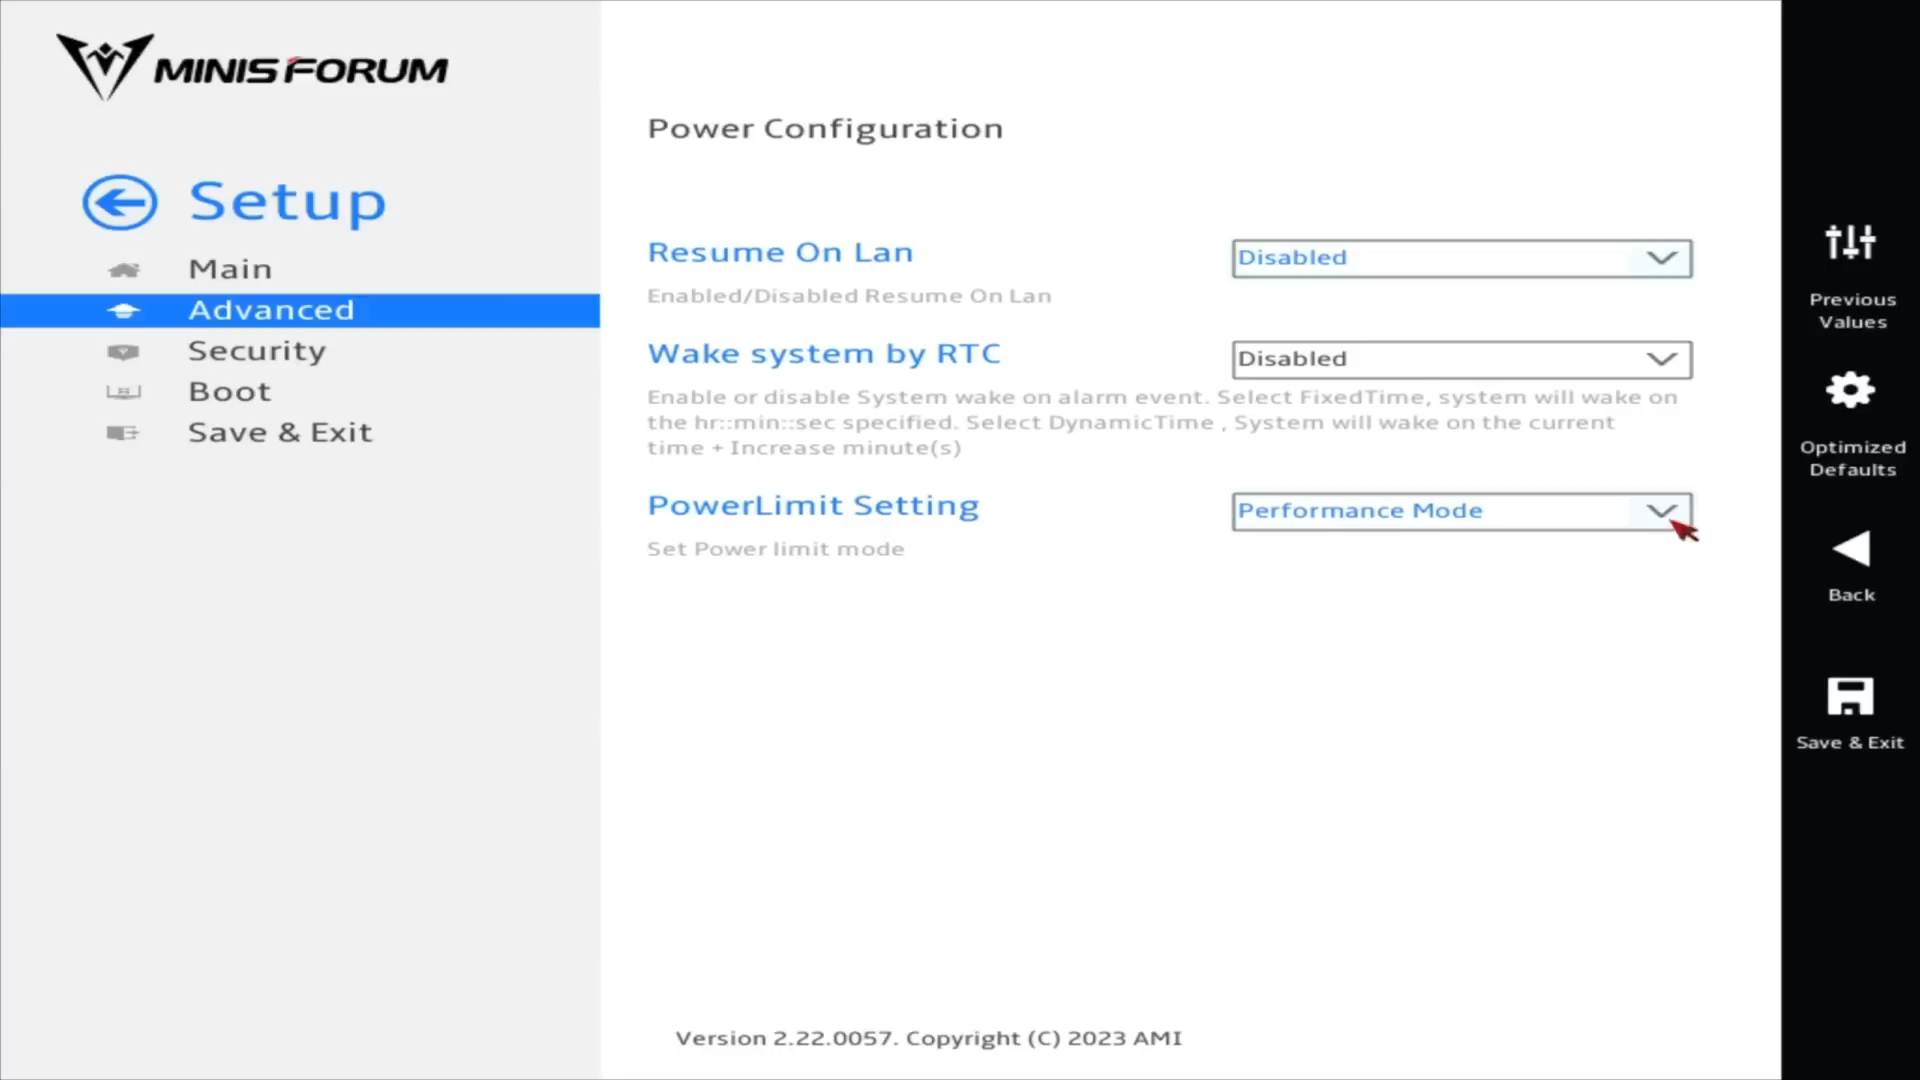 MINISFORUM
Setup
Main
Advanced
Security
Boot
Save & Exit
Power Configuration
Resume On Lan
Disabled
Enabled/Disabled Resume On Lan
Wake system by RTC
Disabled
Enable or disable System wake on alarm event. Select FixedTime, system will wake on
the hr::min::sec specified. Select DynamicTime , System will wake on the current
time + Increase minute(s)
PowerLimit Setting
Performance Mode
Set Power limit mode
Version 2.22.0057. Copyright (C) 2023 AMI
Previous
Values
Optimized
Defaults
Back
Save & Exit